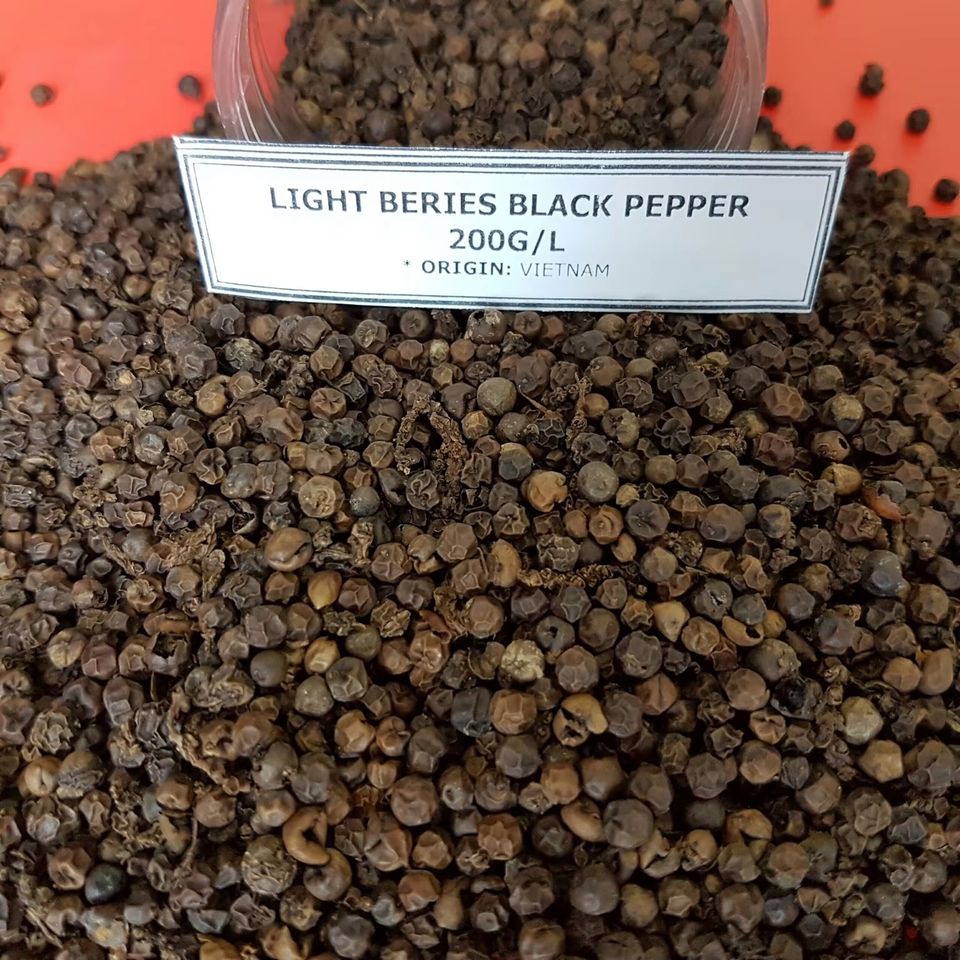 LIGHT BERIES BLACK PEPPER
200G/L
* ORIGIN: VIETNAM